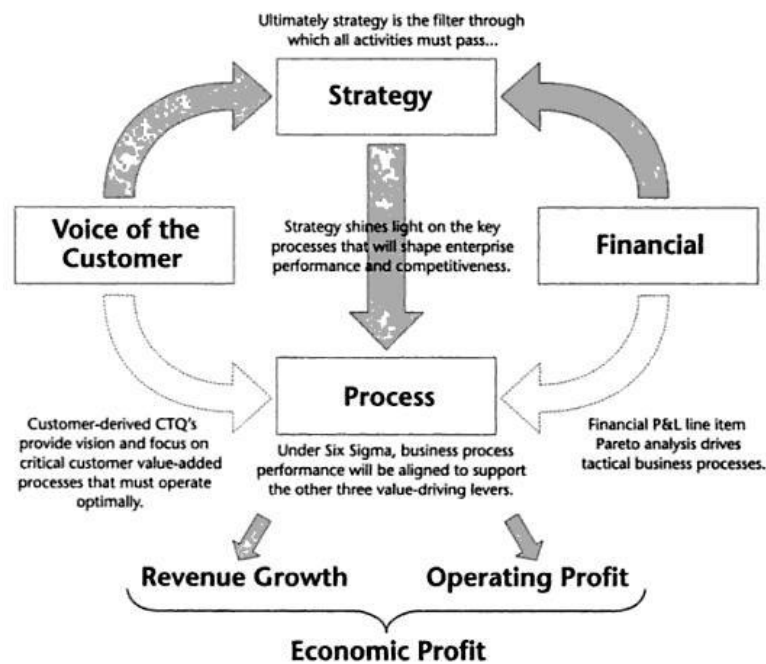 Ultimately strategy is the filter through
which all activities must pass...
Strategy
Voice of the
Customer
Strategy shines light on the key
processes that will shape enterprise
performance and competitiveness.
Financial
Process
Customer-derived CTQ's
provide vision and focus on
critical customer value-added
processes that must operate
optimally.
Under Six Sigma, business process
performance will be aligned to support
the other three value-driving levers.
Financial P&L line item
Pareto analysis drives
tactical business processes.
Revenue Growth
Operating Profit
Economic Profit